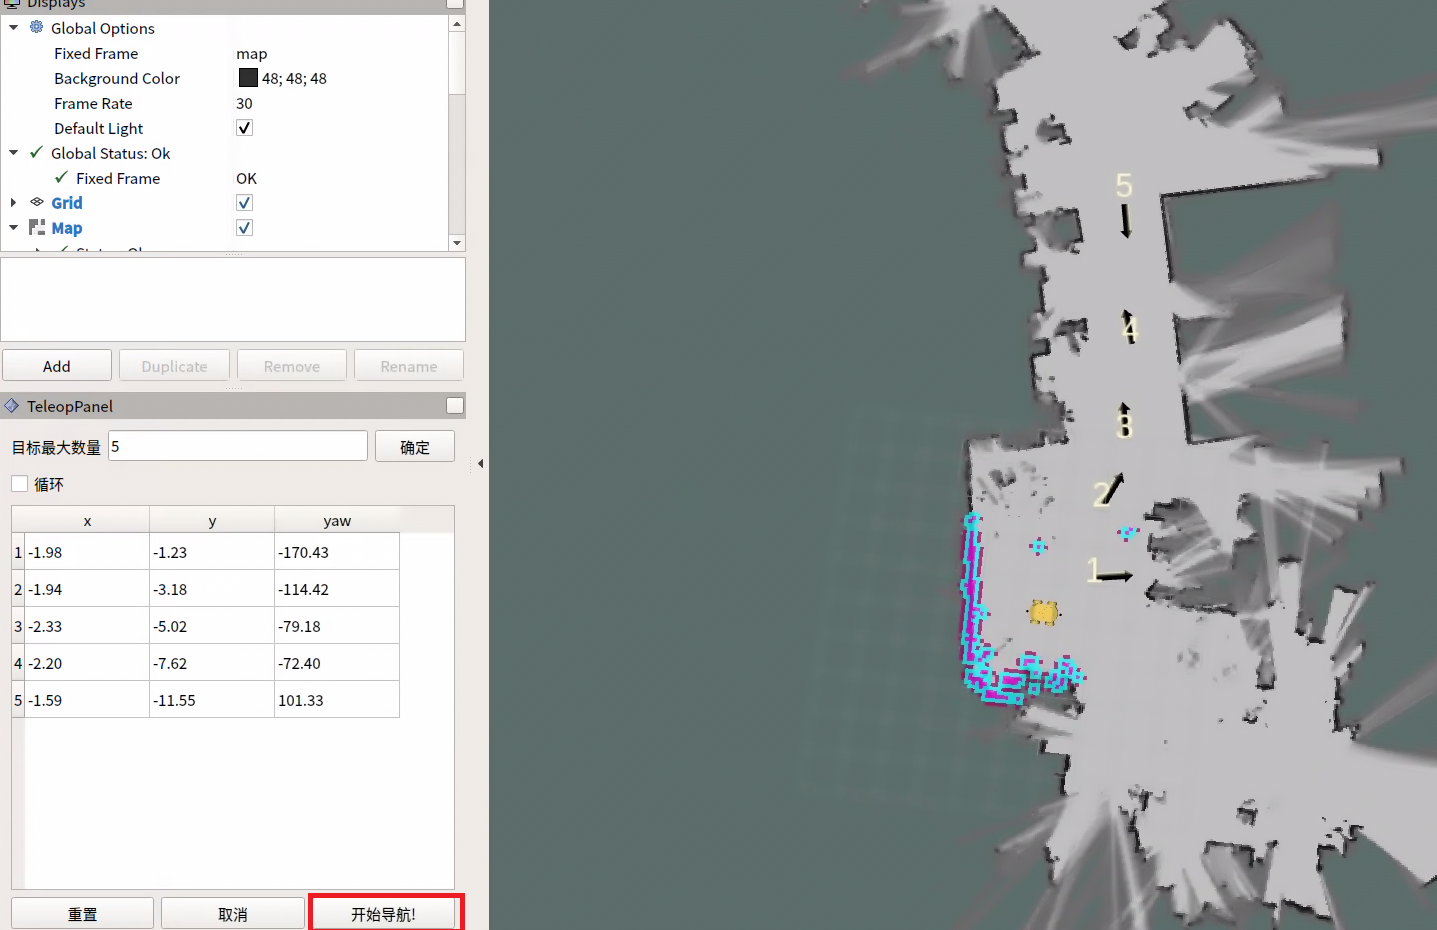 Displays
Global Options
Fixed Frame map
Background Color 48; 48; 48
Frame Rate 30
Default Light
Global Status: Ok
Fixed Frame OK
Grid
Map
Add Duplicate Remove Rename
TeleopPanel
目标最大数量 5 确定
循环
x y yaw
1 -1.98 -1.23 -170.43
2 -1.94 -3.18 -114.42
3 -2.33 -5.02 -79.18
4 -2.20 -7.62 -72.40
5 -1.59 -11.55 101.33
重置 取消 开始导航!
5
4
3
2
1